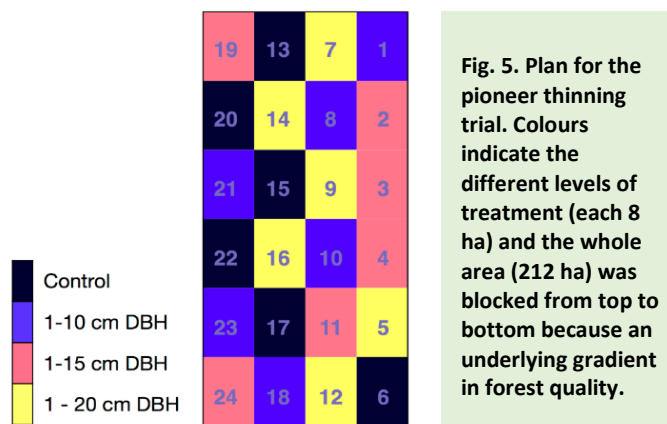 19 13 7 1
20 14 8 2
21 15 9 3
22 16 10 4
23 17 11 5
24 18 12 6
Control
1-10 cm DBH
1-15 cm DBH
1 - 20 cm DBH
Fig. 5. Plan for the
pioneer thinning
trial. Colours
indicate the
different levels of
treatment (each 8
ha) and the whole
area (212 ha) was
blocked from top to
bottom because an
underlying gradient
in forest quality.